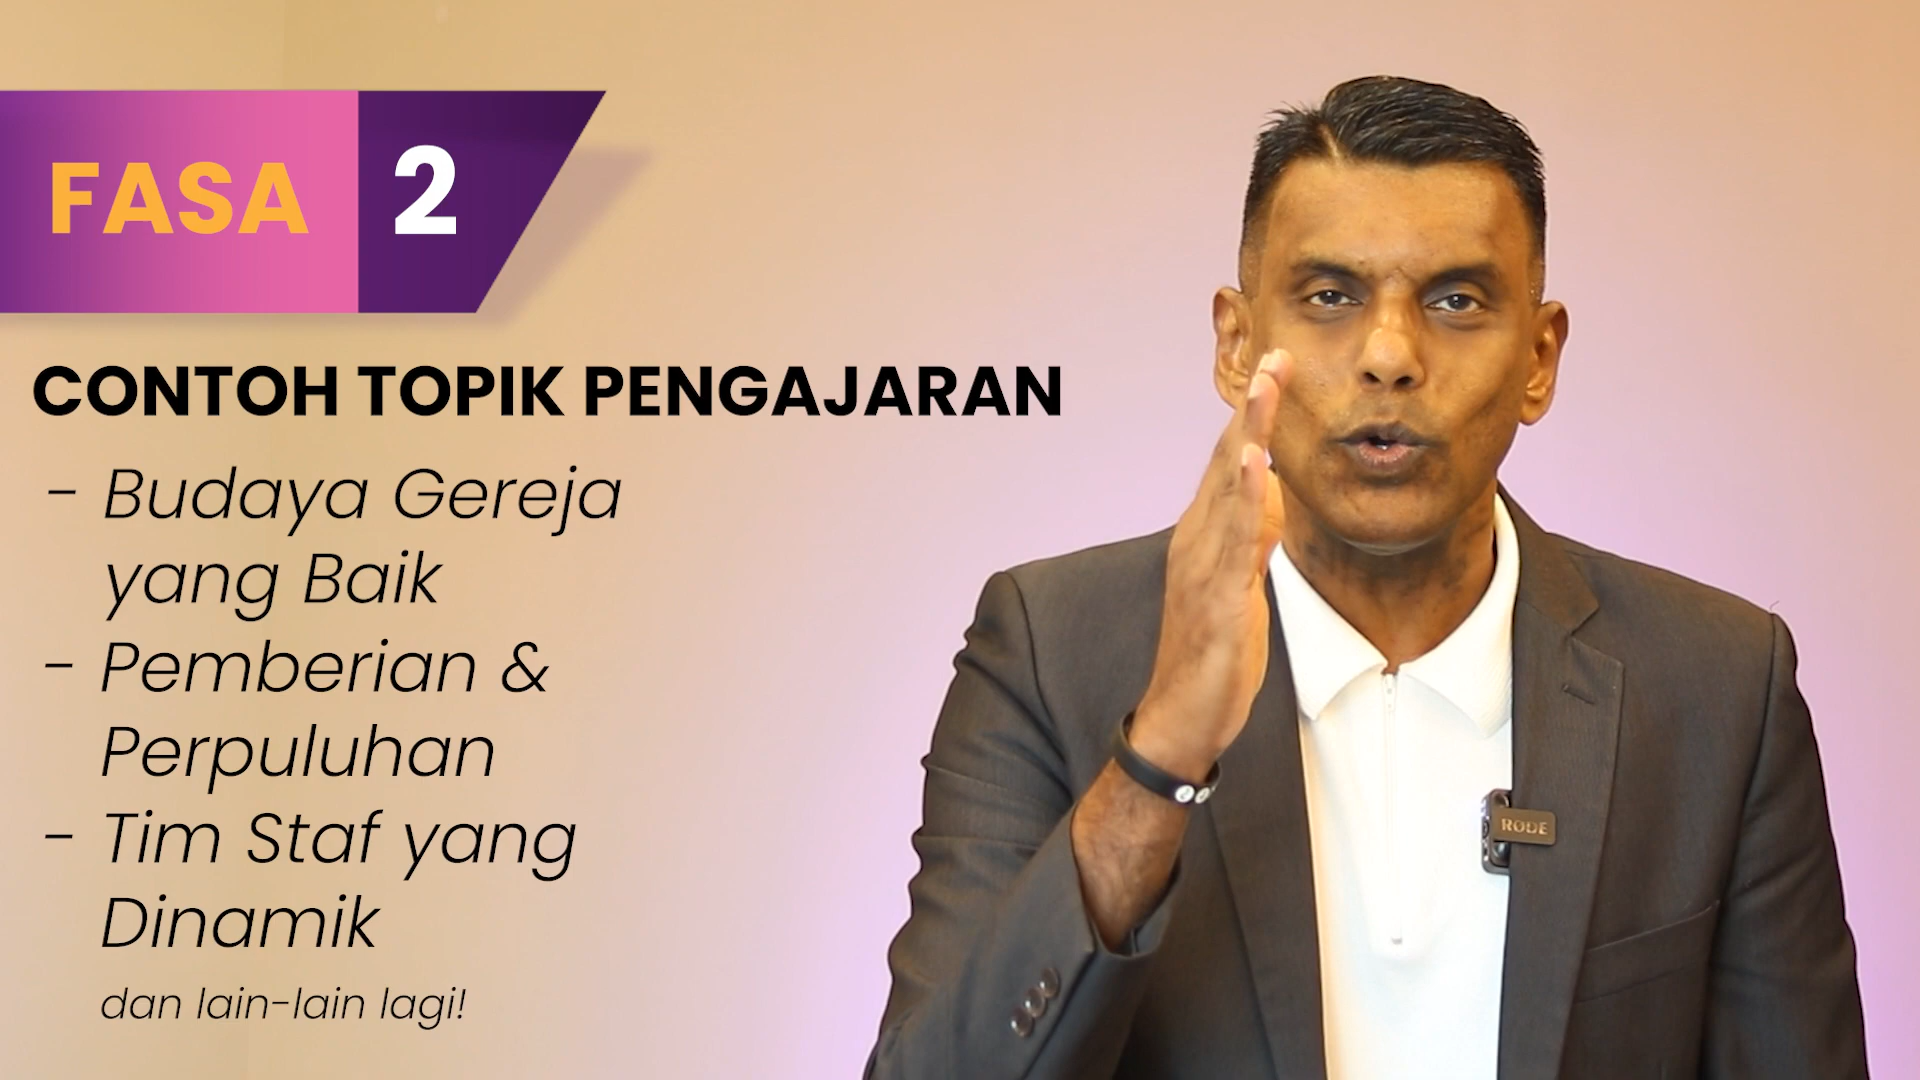 FASA 2
CONTOH TOPIK PENGAJARAN
- Budaya Gereja
yang Baik
- Pemberian &
Perpuluhan
- Tim Staf yang
Dinamik
dan lain-lain lagi!
RØDE